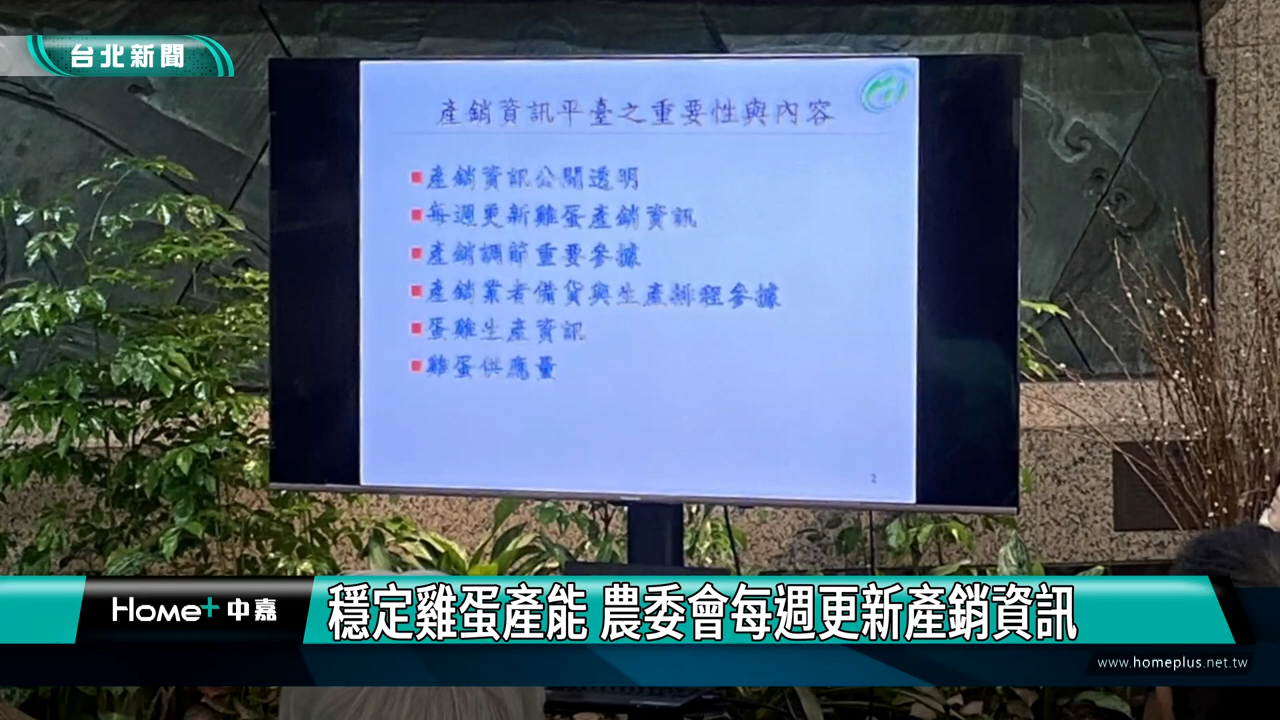 台北新聞
產銷資訊平臺之重要性與內容
產銷資訊公開透明
每週更新雞蛋產銷資訊
產銷調節重要參據
產銷業者備貨與生產排程參據
蛋雞生產資訊
雞蛋供應量
2
Home+ 中嘉
穩定雞蛋產能 農委會每週更新產銷資訊
www.homeplus.net.tw